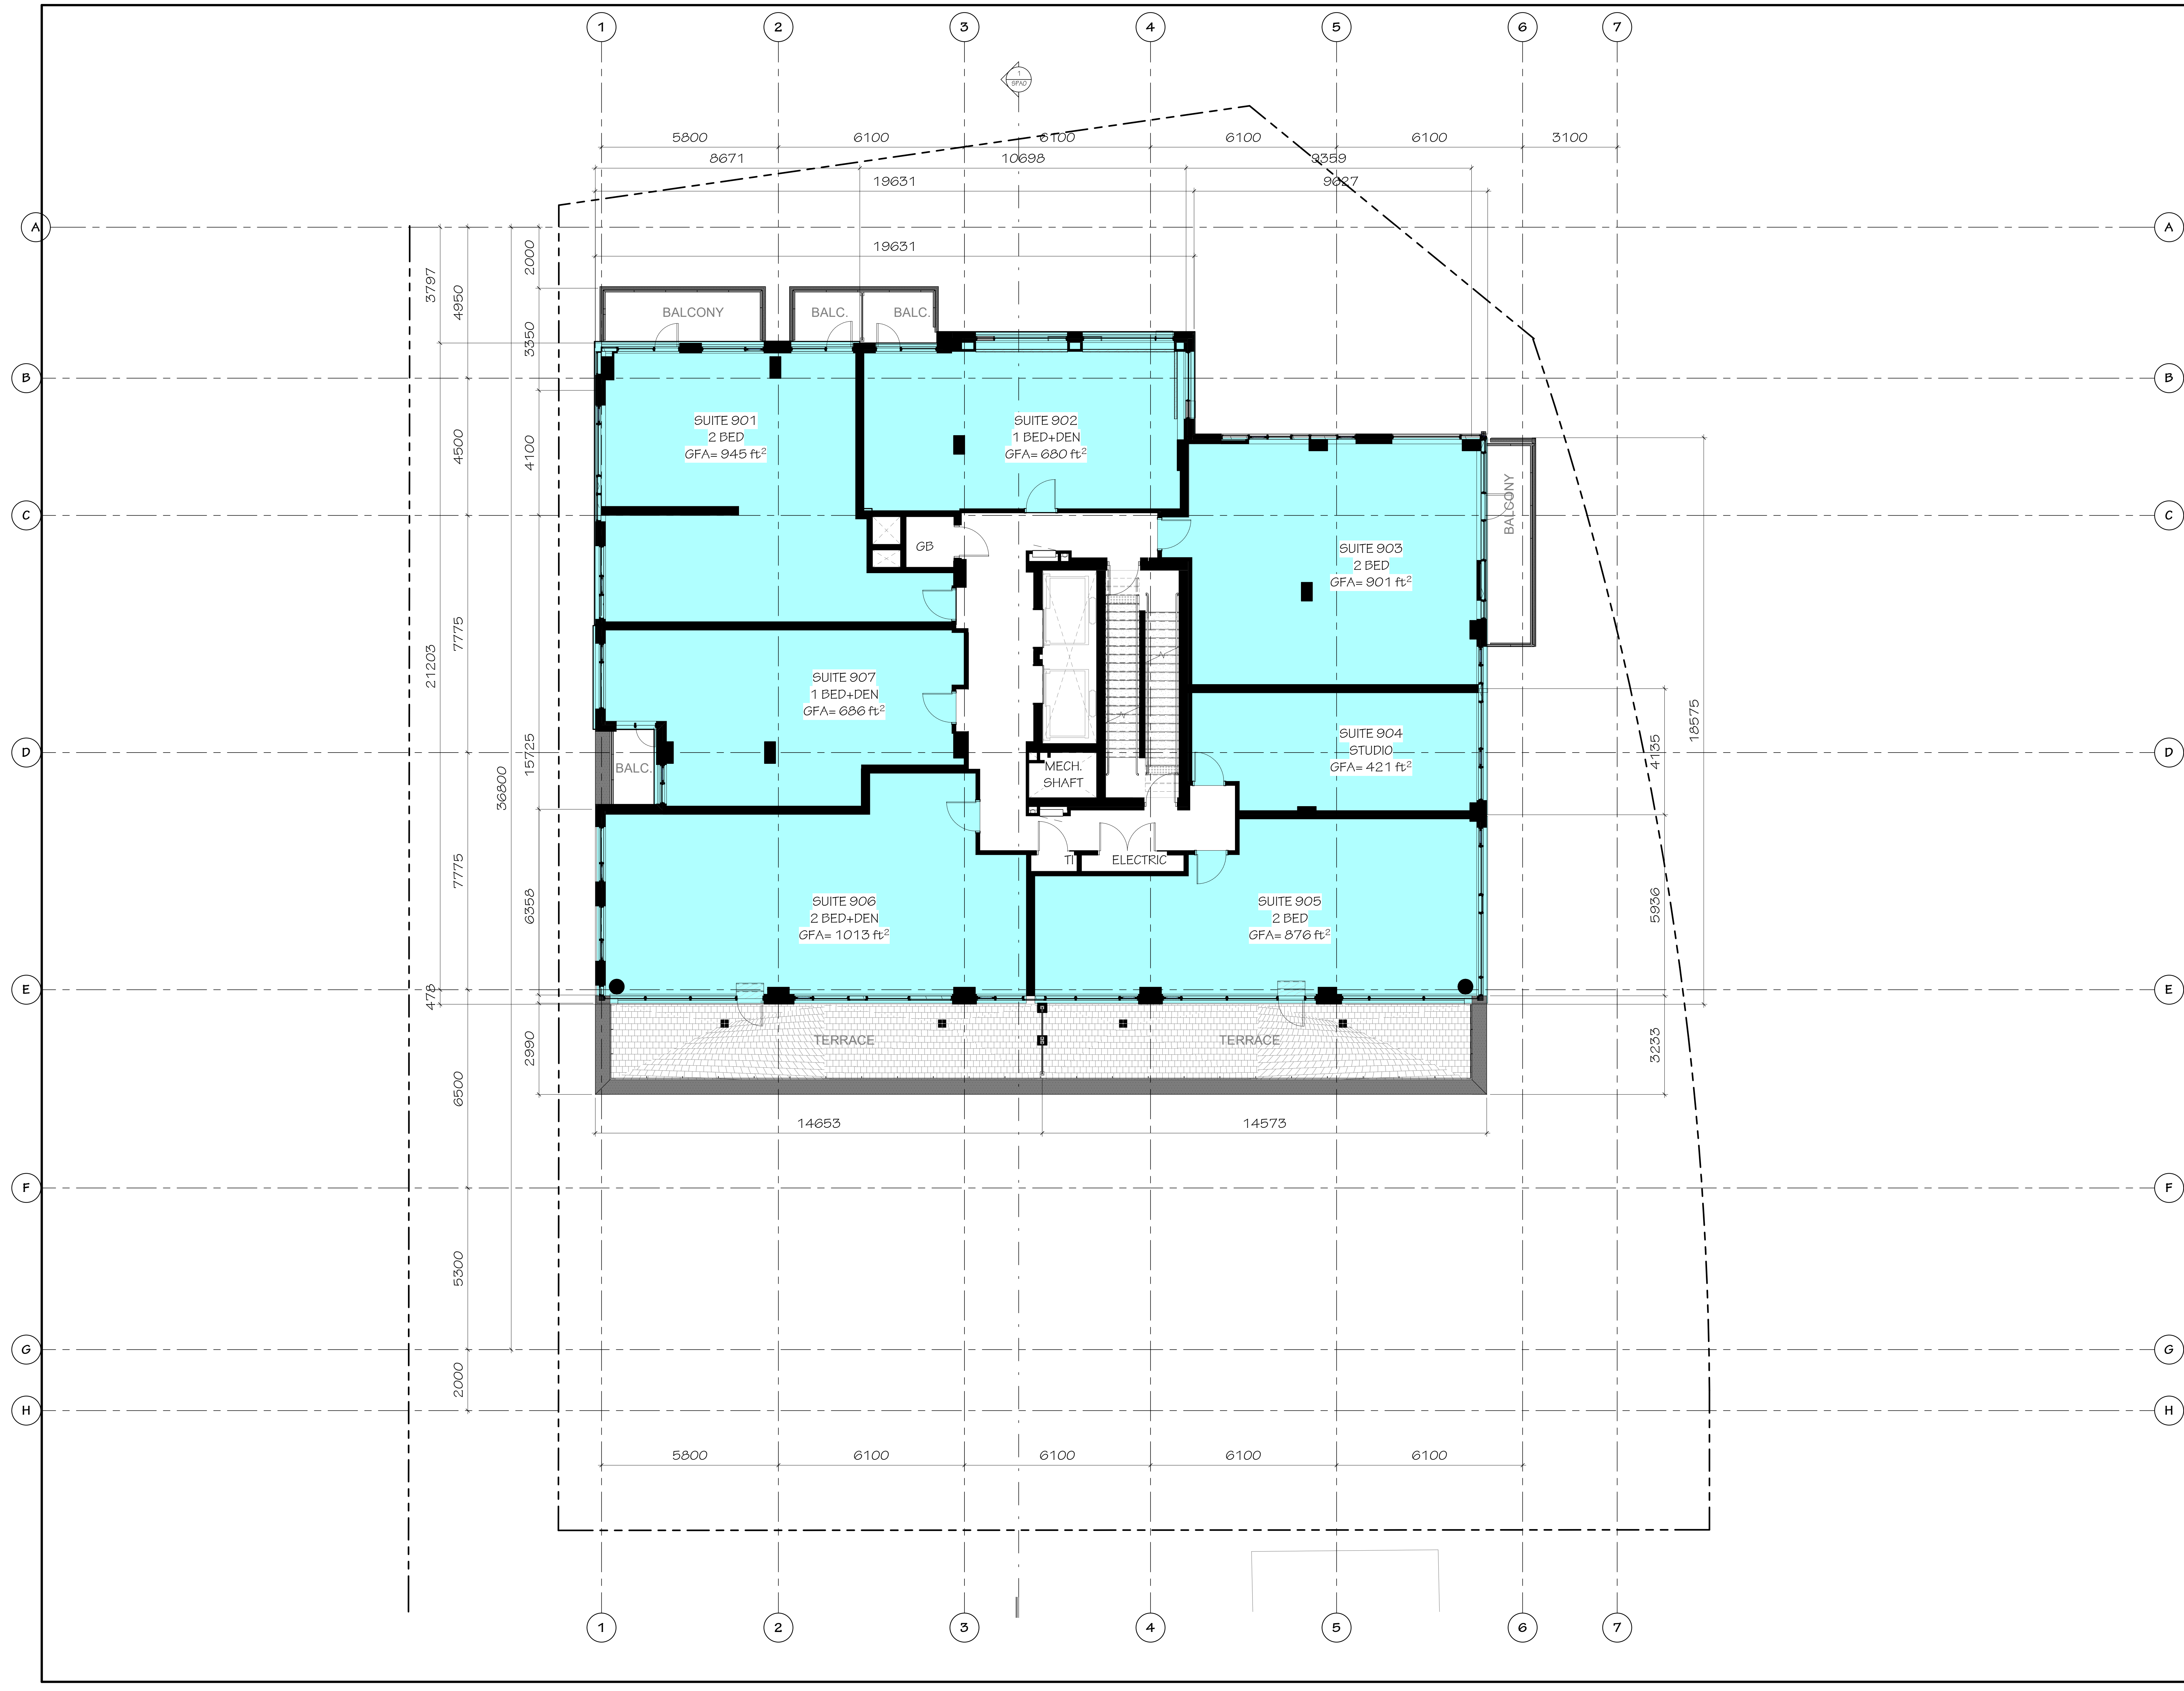 1 2 3 4 5 6 7
1
SPA0
5800 6100 6100 6100 6100 3100
8671 10698 9359
19631 9627
A A
19631
2000
3797
4950
3350
BALCONY BALC. BALC.
B B
SUITE 901
2 BED
GFA= 945 ft²
SUITE 902
1 BED+DEN
GFA= 680 ft²
4500
4100
BALCONY
C C
GB
SUITE 903
2 BED
GFA= 901 ft²
7775
21203
SUITE 907
1 BED+DEN
GFA= 686 ft²
18575
SUITE 904
STUDIO
GFA= 421 ft²
4135
D D
15725
36800
BALC.
MECH.
SHAFT
TI ELECTRIC
7775
6358
SUITE 906
2 BED+DEN
GFA= 1013 ft²
SUITE 905
2 BED
GFA= 876 ft²
5936
E E
478
2990
TERRACE TERRACE
3233
6500
14653 14573
F F
5300
G G
2000
H H
5800 6100 6100 6100 6100
1 2 3 4 5 6 7